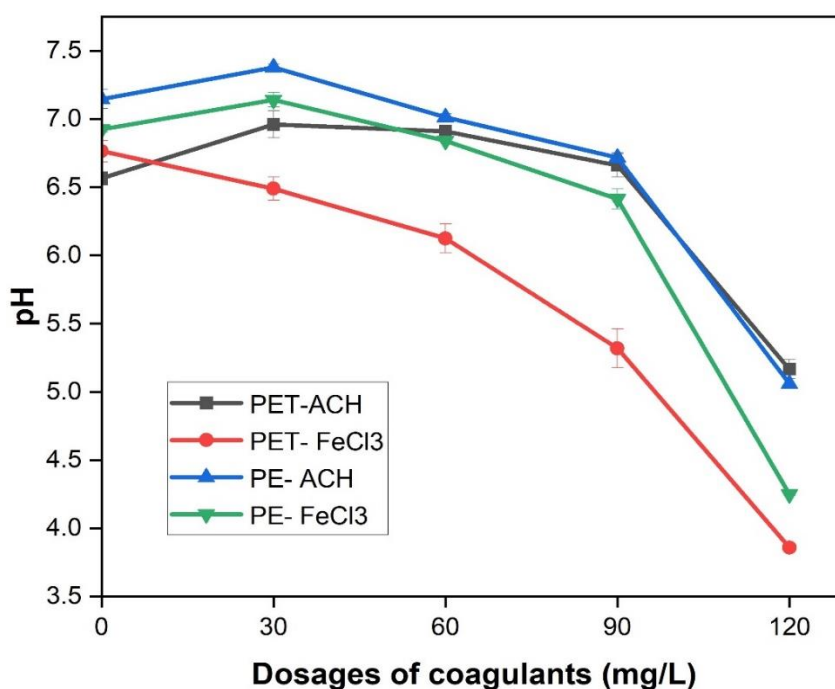 7.5
7.0
6.5
6.0
5.5
5.0
4.5
4.0
3.5
pH
PET-ACH
PET- FeCl3
PE- ACH
PE- FeCl3
0 30 60 90 120
Dosages of coagulants (mg/L)